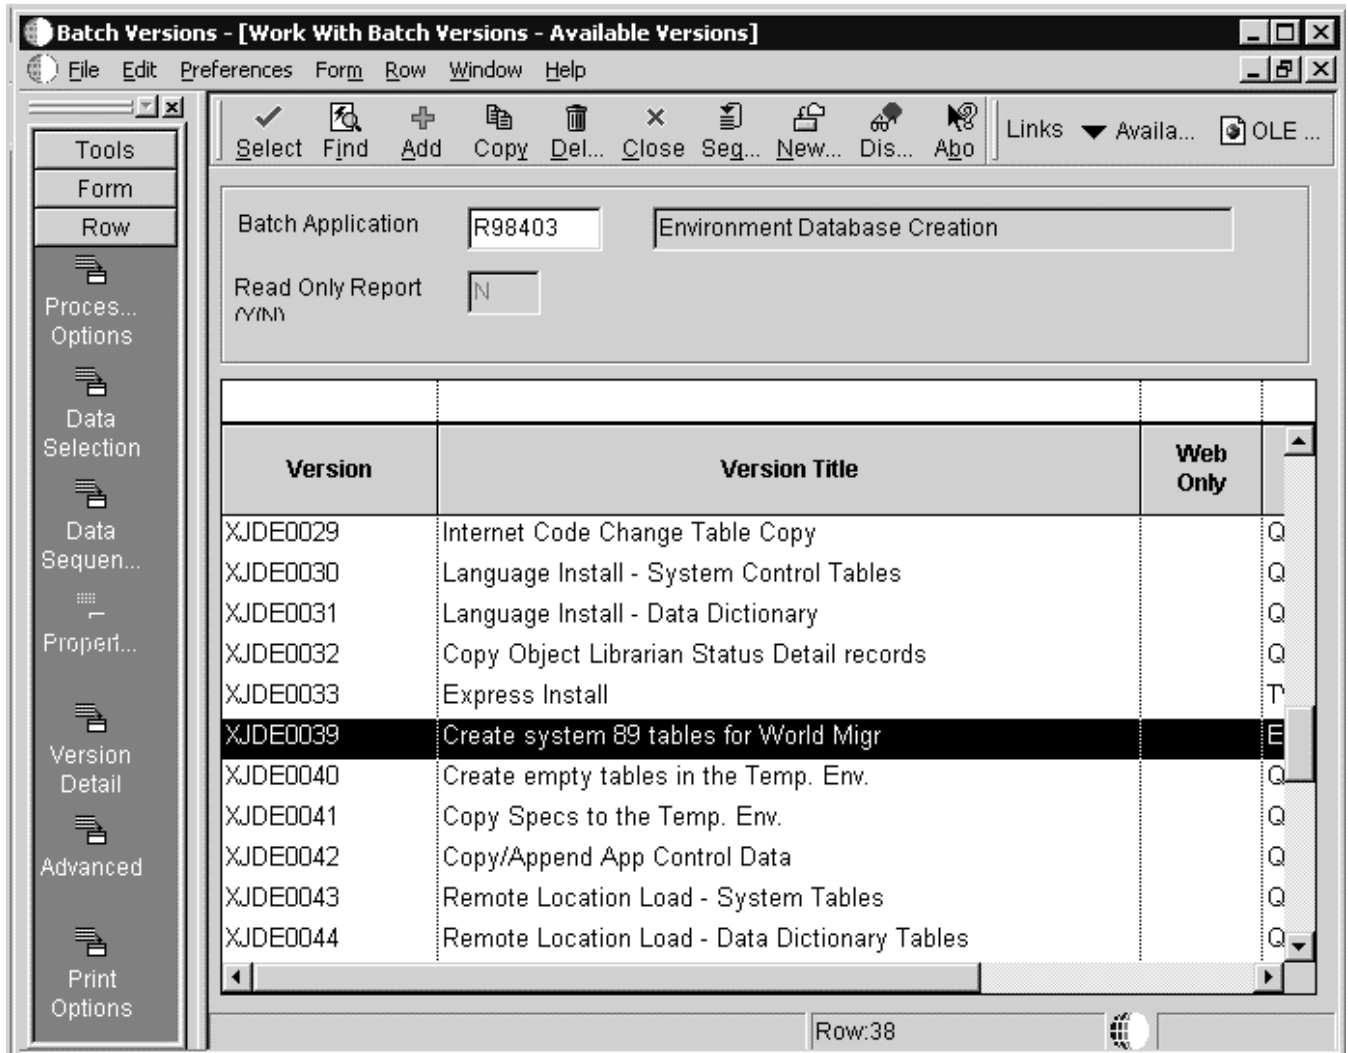 Batch Versions - [Work With Batch Versions - Available Versions]
File Edit Preferences Form Row Window Help
Select Find Add Copy Del... Close Seq... New... Dis... Abo Links Availa... OLE ...
Tools
Form
Row
Proces...
Options
Data
Selection
Data
Sequen...
Propert...
Version
Detail
Advanced
Print
Options
Batch Application R98403 Environment Database Creation
Read Only Report N
(Y/N)
Version Version Title Web
Only
XJDE0029 Internet Code Change Table Copy Q
XJDE0030 Language Install - System Control Tables Q
XJDE0031 Language Install - Data Dictionary Q
XJDE0032 Copy Object Librarian Status Detail records Q
XJDE0033 Express Install T
XJDE0039 Create system 89 tables for World Migr E
XJDE0040 Create empty tables in the Temp. Env. Q
XJDE0041 Copy Specs to the Temp. Env. Q
XJDE0042 Copy/Append App Control Data Q
XJDE0043 Remote Location Load - System Tables Q
XJDE0044 Remote Location Load - Data Dictionary Tables Q
Row:38